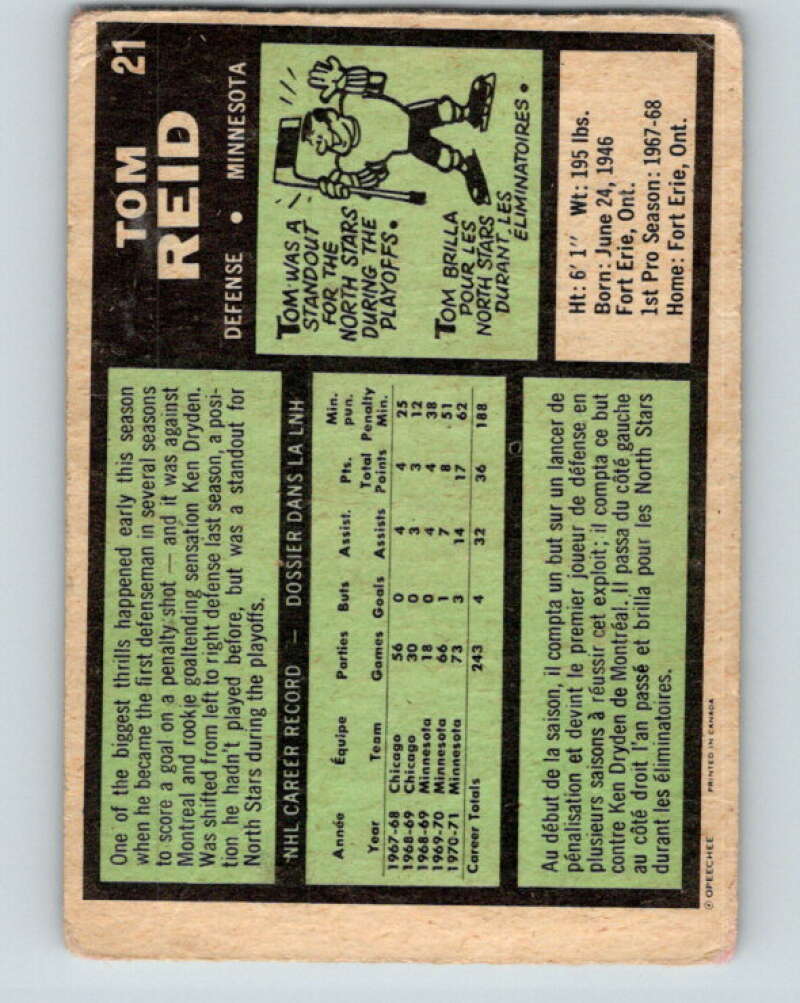 One of the biggest thrills happened early this season
when he became the first defenseman in several seasons
to score a goal on a penalty shot — and it was against
Montreal and rookie goaltending sensation Ken Dryden.
Was shifted from left to right defense last season, a posi-
tion he hadn't played before, but was a standout for
North Stars during the playoffs.
TOM 21
REID
DEFENSE • MINNESOTA
NHL CAREER RECORD — DOSSIER DANS LA LNH
Année Équipe Parties Buts Assist. Pts. Min. pun.
Year Team Games Goals Assists Total Points Penalty Min.
1967-68 Chicago 56 0 4 4 25
1968-69 Chicago 30 0 3 3 12
1968-69 Minnesota 18 0 4 4 38
1969-70 Minnesota 66 1 7 8 51
1970-71 Minnesota 73 3 14 17 62
Career Totals 243 4 32 36 188
TOM WAS A
STANDOUT
FOR THE
NORTH STARS
DURING THE
PLAYOFFS.
TOM BRILLA
POUR LES
NORTH STARS
DURANT LES
ÉLIMINATOIRES.
Au début de la saison, il compta un but sur un lancer de
pénalisation et devint le premier joueur de défense en
plusieurs saisons à réussir cet exploit; il compta ce but
contre Ken Dryden de Montréal. Il passa du côté gauche
au côté droit l'an passé et brilla pour les North Stars
durant les éliminatoires.
Ht: 6' 1" Wt: 195 lbs.
Born: June 24, 1946
Fort Erie, Ont.
1st Pro Season: 1967-68
Home: Fort Erie, Ont.
© OPEECHEE PRINTED IN CANADA